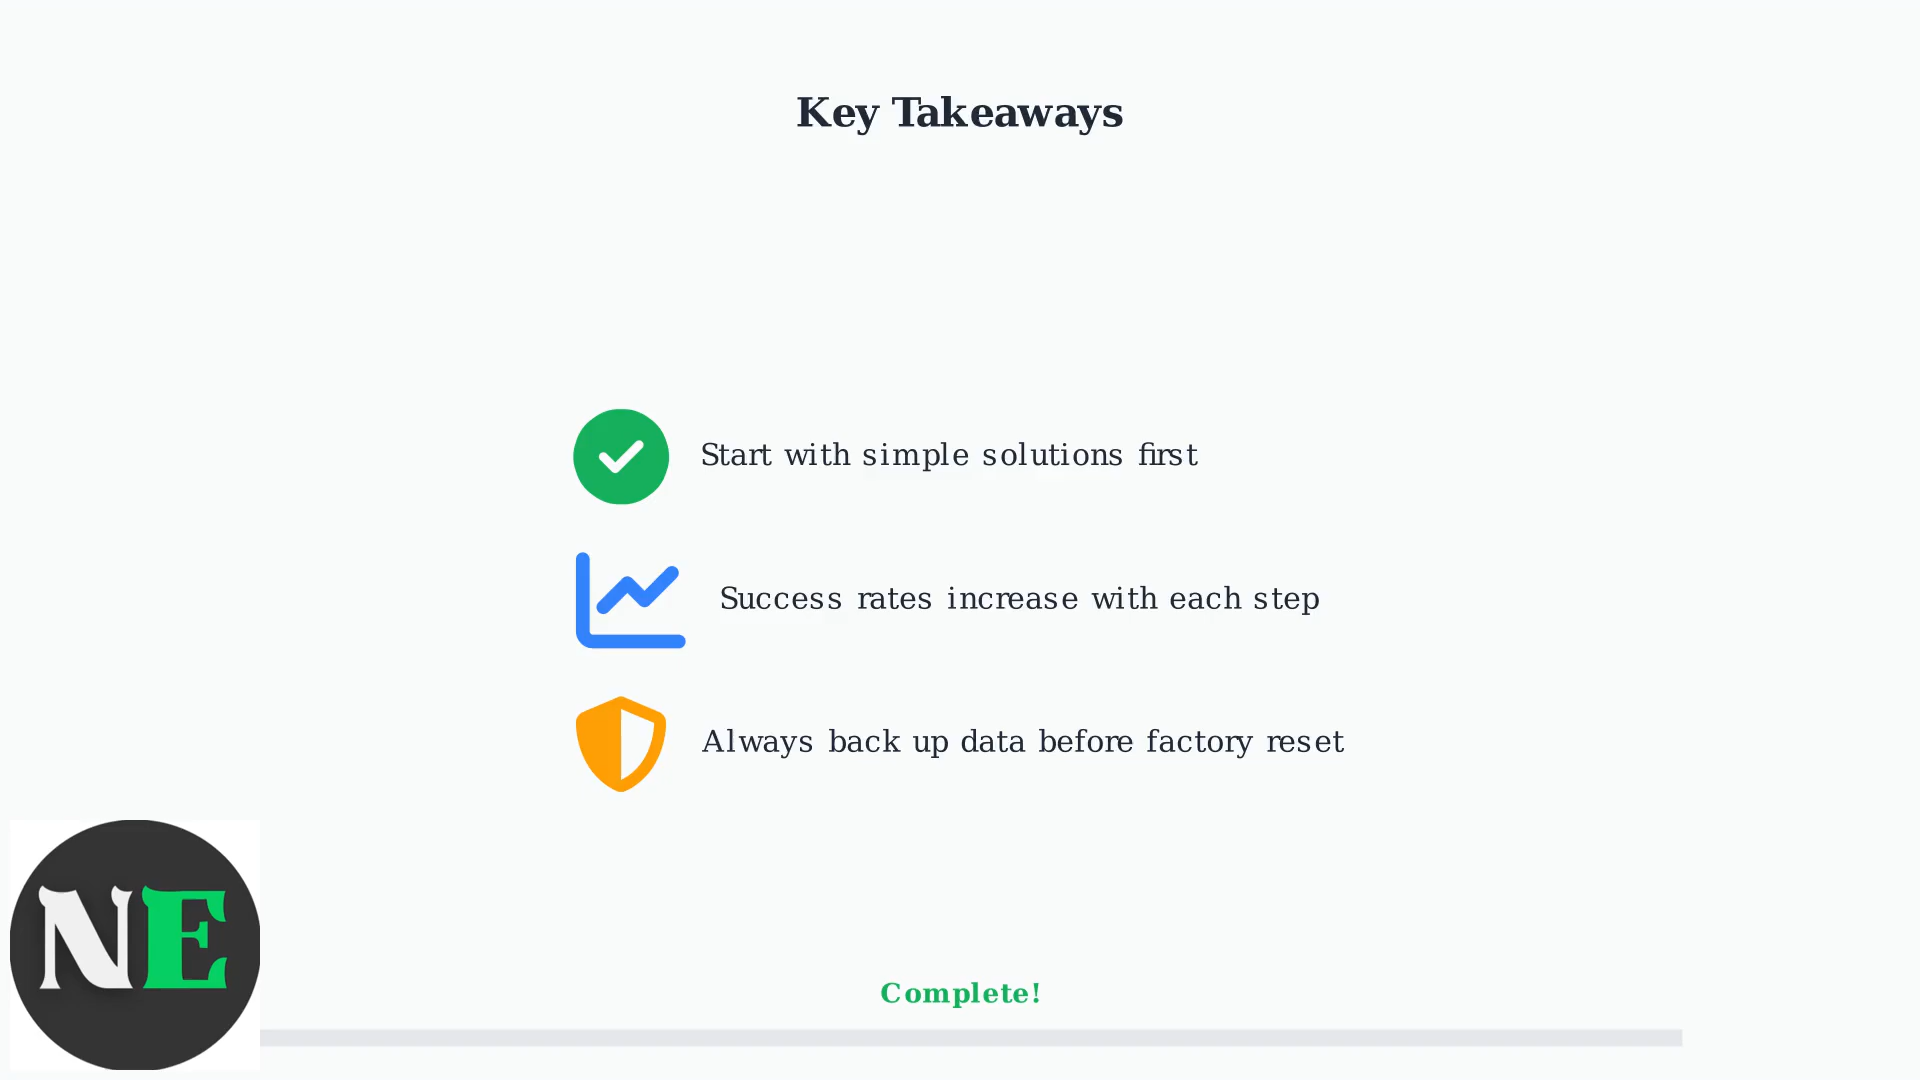 Key Takeaways
Start with simple solutions first
Success rates increase with each step
Always back up data before factory reset
NE
Complete!